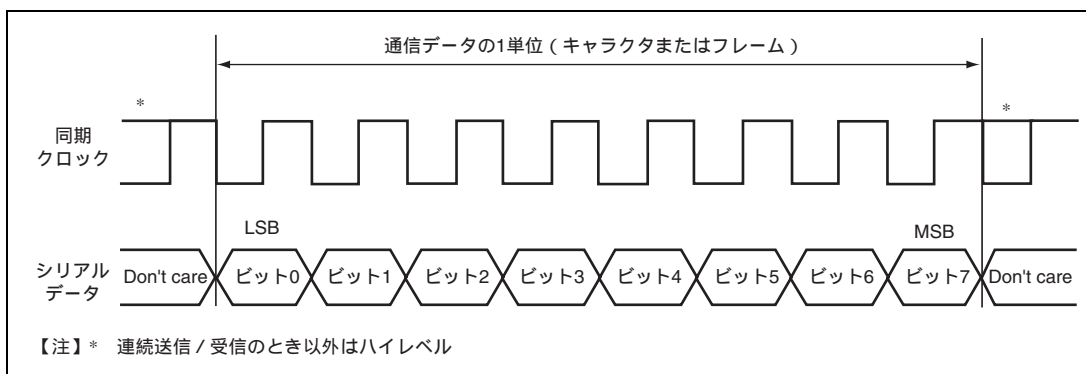 通信データの1単位（キャラクタまたはフレーム）
*
*
同期
クロック
LSB
MSB
シリアル
データ
Don't care
ビット0
ビット1
ビット2
ビット3
ビット4
ビット5
ビット6
ビット7
Don't care
【注】* 連続送信 / 受信のとき以外はハイレベル